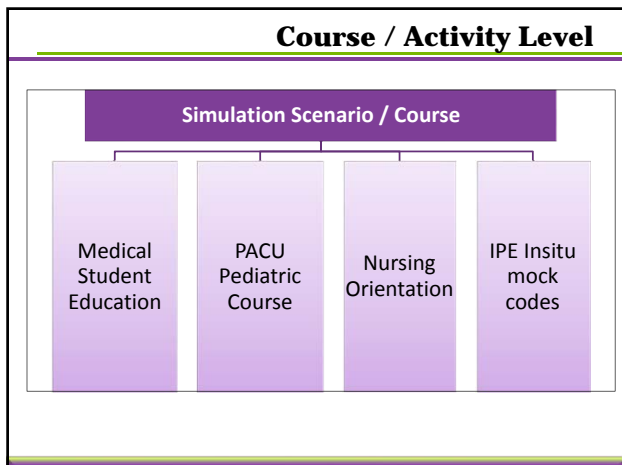 Course / Activity Level
Simulation Scenario / Course
Medical
Student
Education
PACU
Pediatric
Course
Nursing
Orientation
IPE Insitu
mock
codes